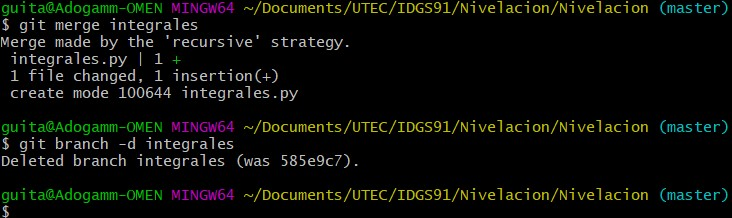 guita@Adogamm-OMEN MINGW64 ~/Documents/UTEC/IDGS91/Nivelacion/Nivelacion (master)
$ git merge integrales
Merge made by the 'recursive' strategy.
 integrales.py | 1 +
 1 file changed, 1 insertion(+)
 create mode 100644 integrales.py

guita@Adogamm-OMEN MINGW64 ~/Documents/UTEC/IDGS91/Nivelacion/Nivelacion (master)
$ git branch -d integrales
Deleted branch integrales (was 585e9c7).

guita@Adogamm-OMEN MINGW64 ~/Documents/UTEC/IDGS91/Nivelacion/Nivelacion (master)
$